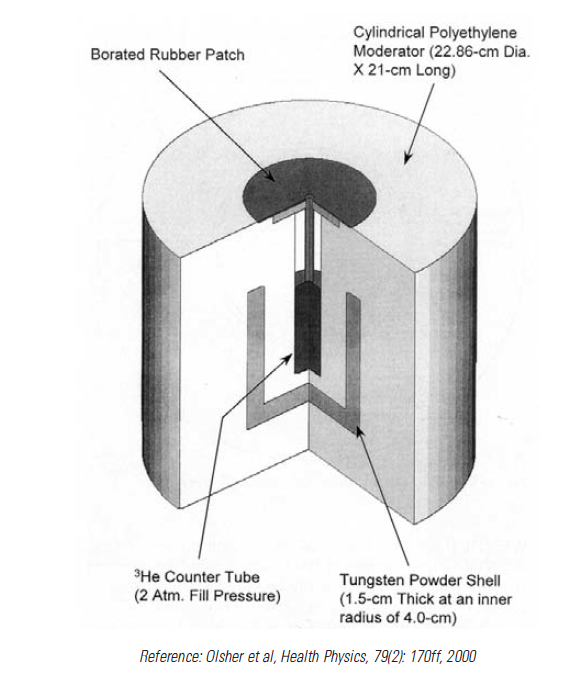 Borated Rubber Patch
Cylindrical Polyethylene
Moderator (22.86-cm Dia.
X 21-cm Long)
³He Counter Tube
(2 Atm. Fill Pressure)
Tungsten Powder Shell
(1.5-cm Thick at an inner
radius of 4.0-cm)
Reference: Olsher et al, Health Physics, 79(2): 170ff, 2000